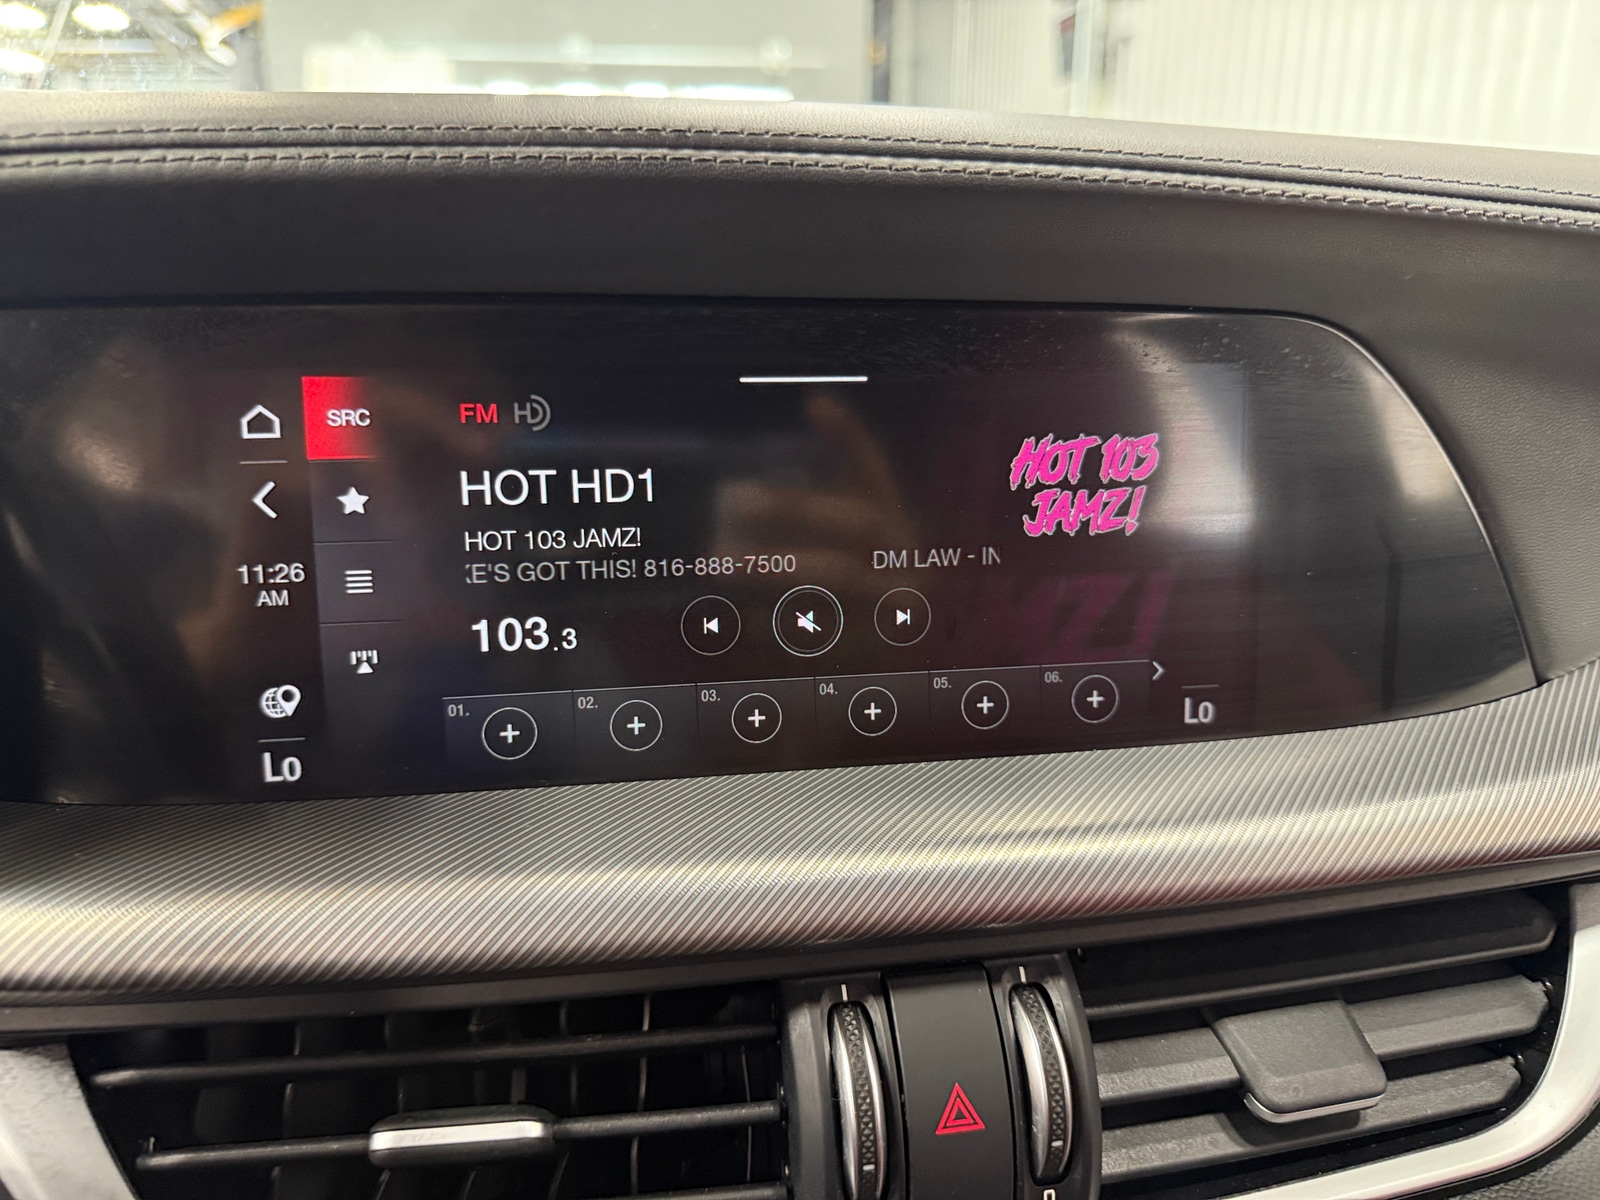 SRC
FM HD
HOT HD1
HOT 103 JAMZ!
E'S GOT THIS! 816-888-7500 DM LAW - IN
103.3
11:26
AM
HOT 103
JAMZ!
01. + 02. + 03. + 04. + 05. + 06. +
Lo
Lo